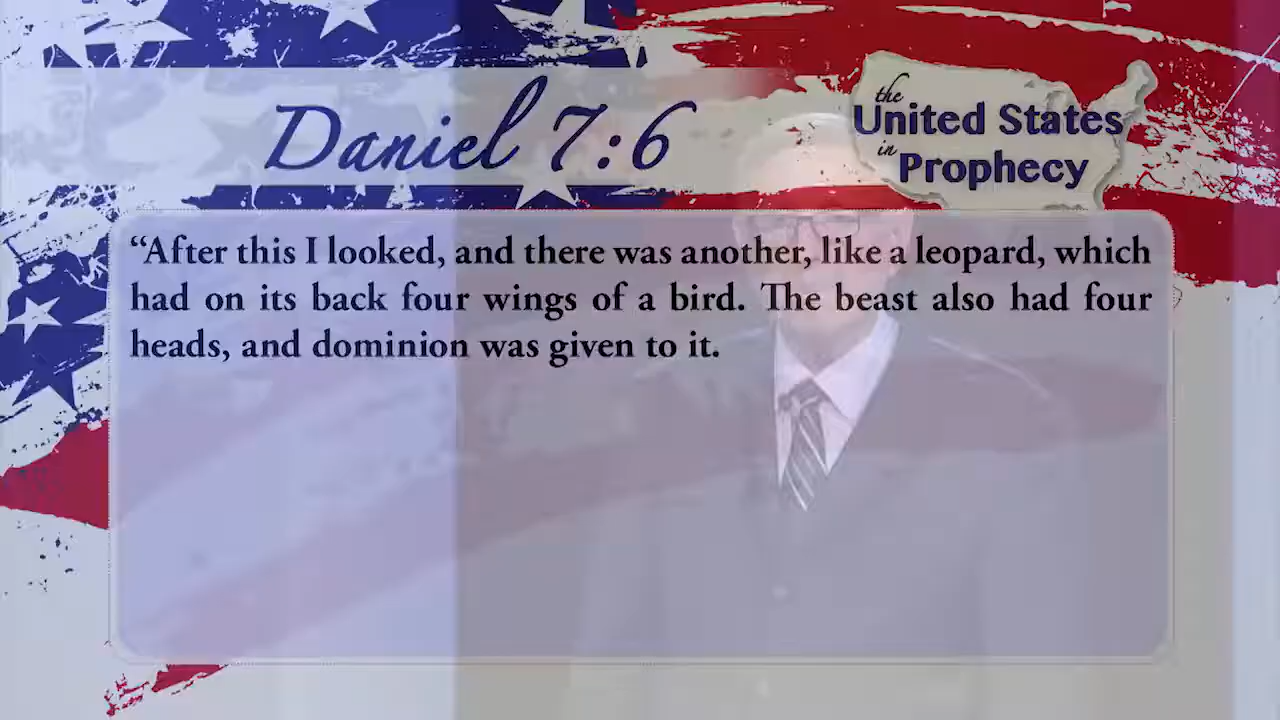 Daniel 7:6
the
United States
in
Prophecy
“After this I looked, and there was another, like a leopard, which
had on its back four wings of a bird. The beast also had four
heads, and dominion was given to it.